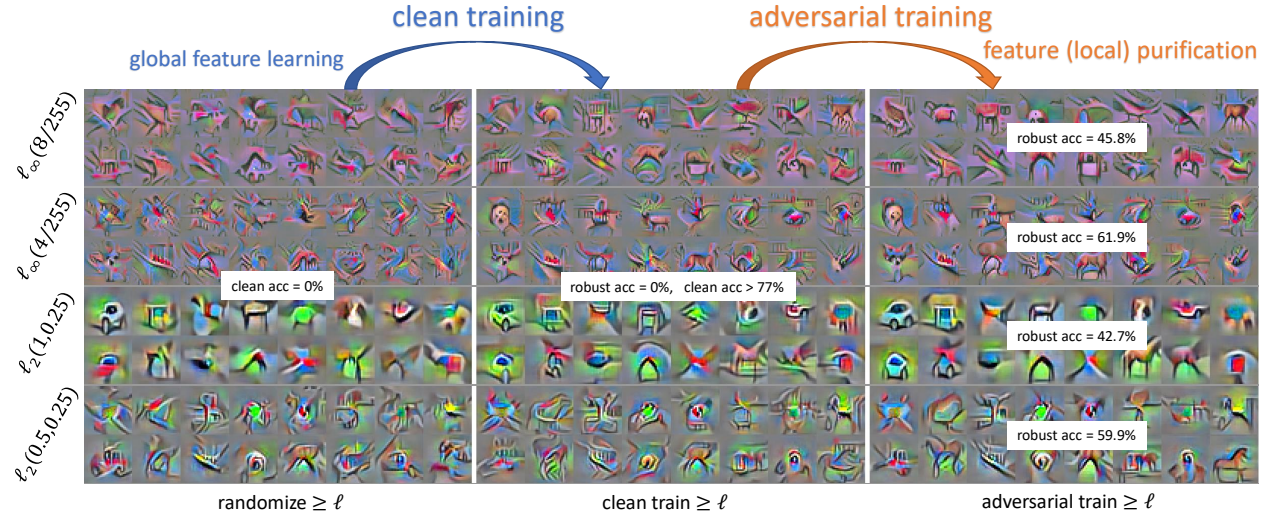 clean training
adversarial training
global feature learning
feature (local) purification
ℓ∞(8/255)
robust acc = 45.8%
ℓ∞(4/255)
robust acc = 61.9%
clean acc = 0%
robust acc = 0%, clean acc > 77%
ℓ₂(1,0.25)
robust acc = 42.7%
ℓ₂(0.5,0.25)
robust acc = 59.9%
randomize ≥ ℓ
clean train ≥ ℓ
adversarial train ≥ ℓ